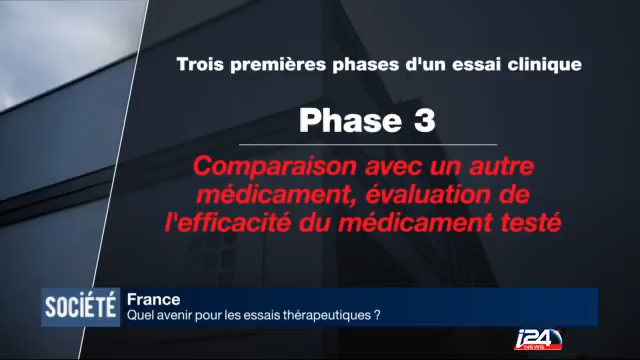 Trois premières phases d'un essai clinique
Phase 3
Comparaison avec un autre
médicament, évaluation de
l'efficacité du médicament testé
SOCIÉTÉ
France
Quel avenir pour les essais thérapeutiques ?
i24
NEWS